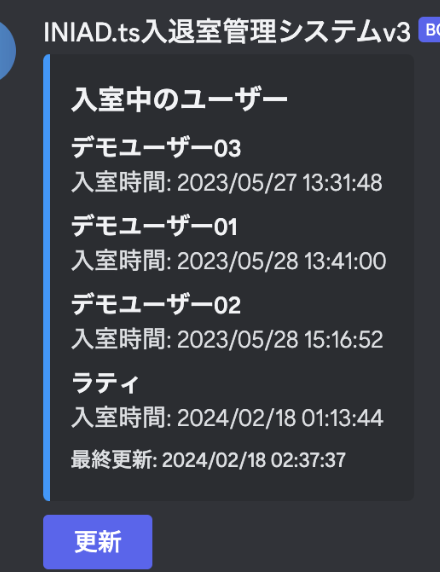 INIAD.ts入退室管理システムv3
入室中のユーザー
デモユーザー03
入室時間: 2023/05/27 13:31:48
デモユーザー01
入室時間: 2023/05/28 13:41:00
デモユーザー02
入室時間: 2023/05/28 15:16:52
ラティ
入室時間: 2024/02/18 01:13:44
最終更新: 2024/02/18 02:37:37
更新